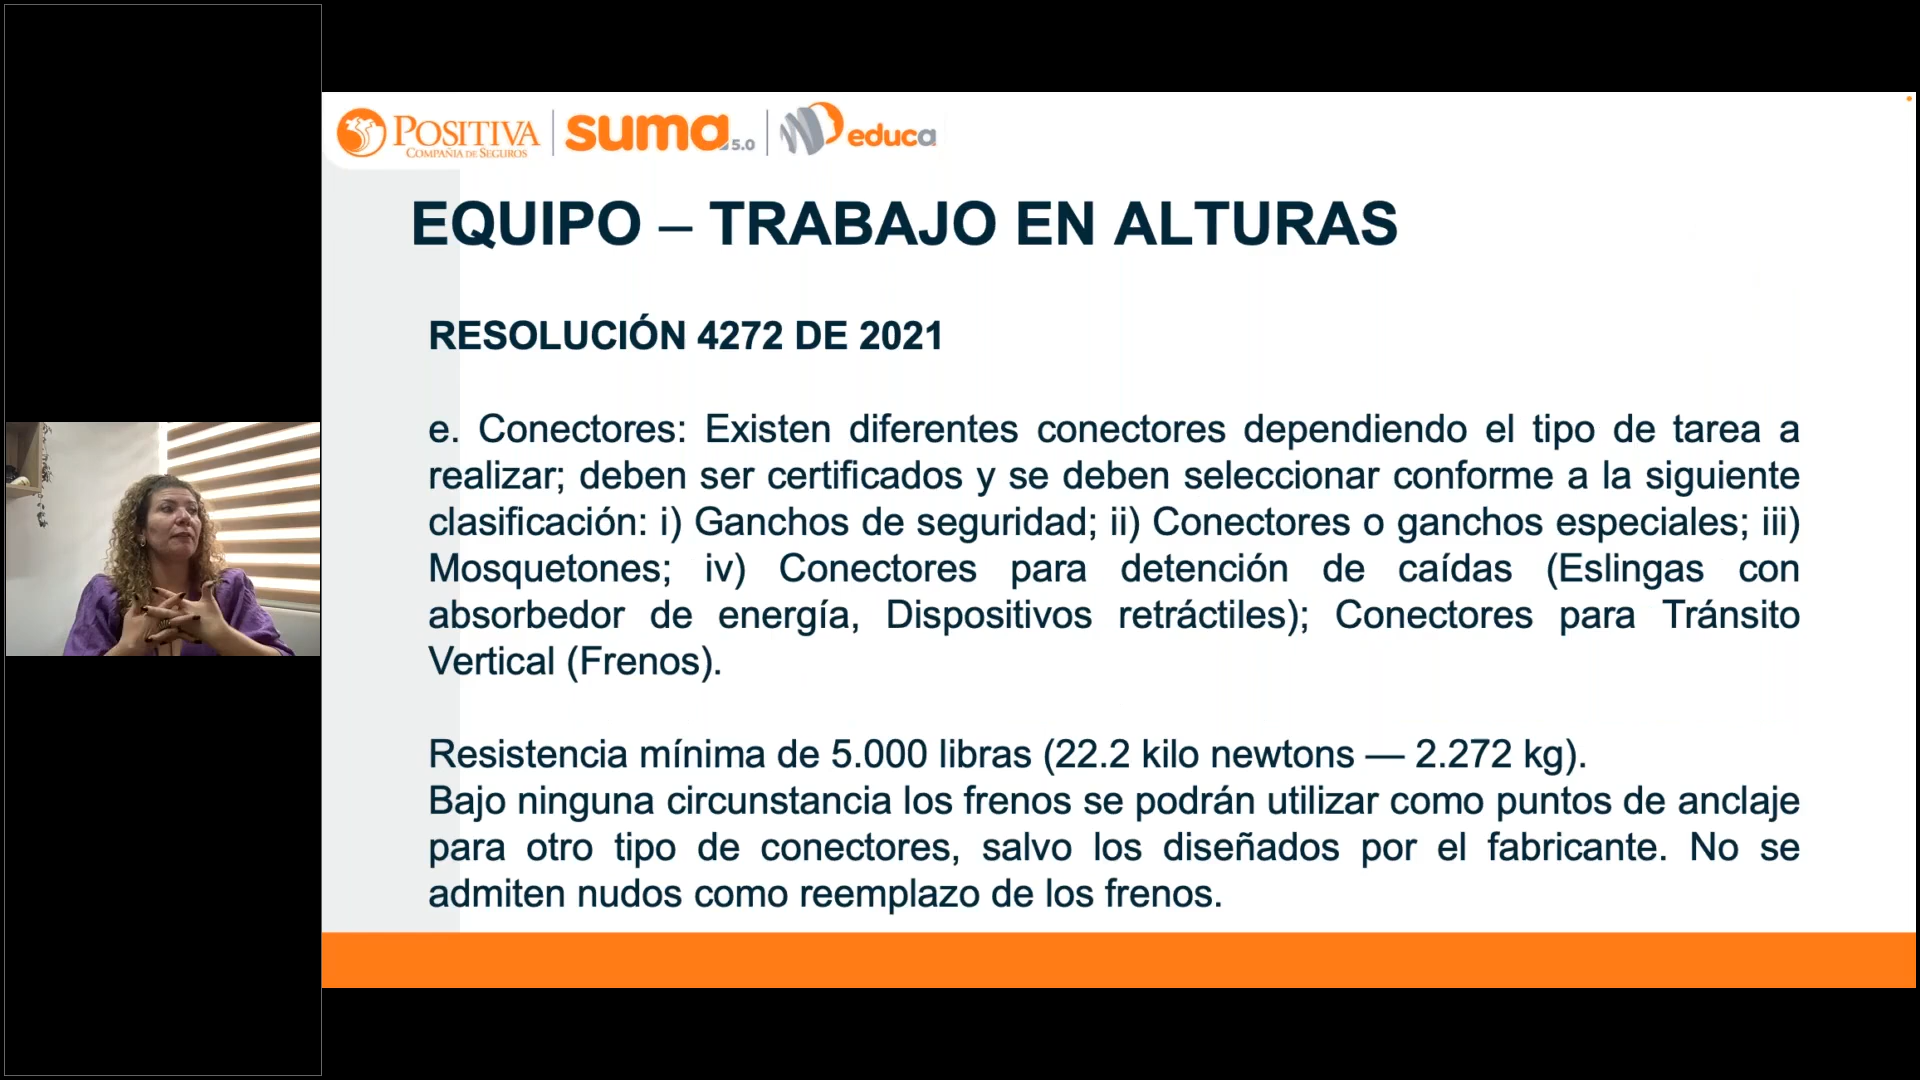 POSITIVA
COMPAÑÍA DE SEGUROS
suma 5.0
educa
EQUIPO – TRABAJO EN ALTURAS
RESOLUCIÓN 4272 DE 2021
e. Conectores: Existen diferentes conectores dependiendo el tipo de tarea a
realizar; deben ser certificados y se deben seleccionar conforme a la siguiente
clasificación: i) Ganchos de seguridad; ii) Conectores o ganchos especiales; iii)
Mosquetones; iv) Conectores para detención de caídas (Eslingas con
absorbedor de energía, Dispositivos retráctiles); Conectores para Tránsito
Vertical (Frenos).
Resistencia mínima de 5.000 libras (22.2 kilo newtons — 2.272 kg).
Bajo ninguna circunstancia los frenos se podrán utilizar como puntos de anclaje
para otro tipo de conectores, salvo los diseñados por el fabricante. No se
admiten nudos como reemplazo de los frenos.